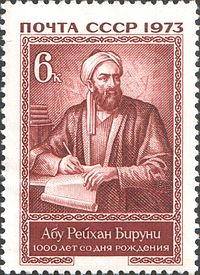 ПОЧТА СССР 1973
6к
Абу Рейхан Бируни
1000 лет со дня рождения